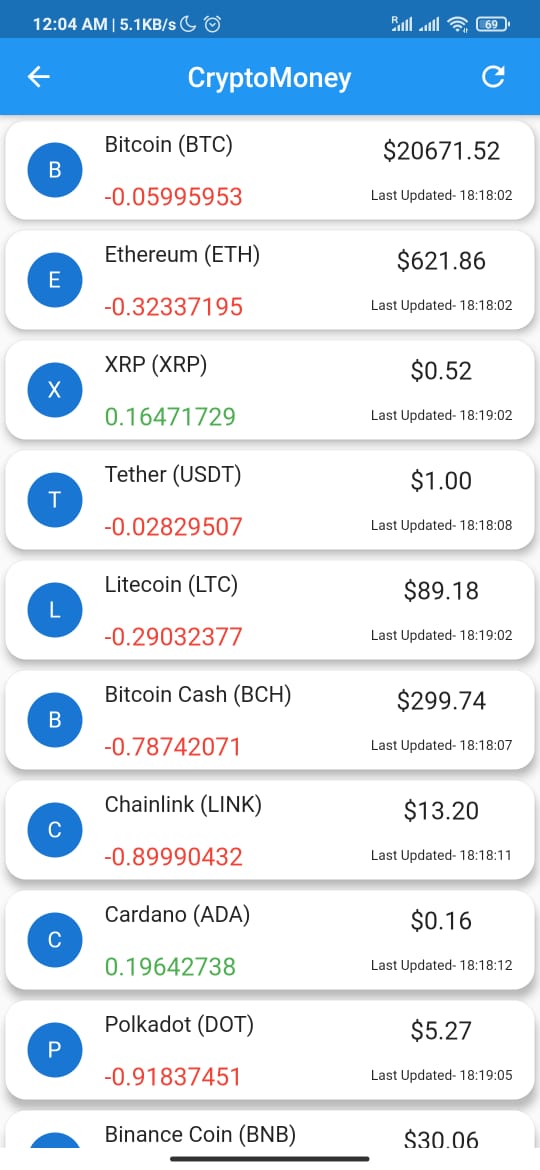 12:04 AM | 5.1KB/s
R
69
CryptoMoney
B
Bitcoin (BTC)
$20671.52
-0.05995953
Last Updated- 18:18:02
E
Ethereum (ETH)
$621.86
-0.32337195
Last Updated- 18:18:02
X
XRP (XRP)
$0.52
0.16471729
Last Updated- 18:19:02
T
Tether (USDT)
$1.00
-0.02829507
Last Updated- 18:18:08
L
Litecoin (LTC)
$89.18
-0.29032377
Last Updated- 18:19:02
B
Bitcoin Cash (BCH)
$299.74
-0.78742071
Last Updated- 18:18:07
C
Chainlink (LINK)
$13.20
-0.89990432
Last Updated- 18:18:11
C
Cardano (ADA)
$0.16
0.19642738
Last Updated- 18:18:12
P
Polkadot (DOT)
$5.27
-0.91837451
Last Updated- 18:19:05
Binance Coin (BNB)
$30.06